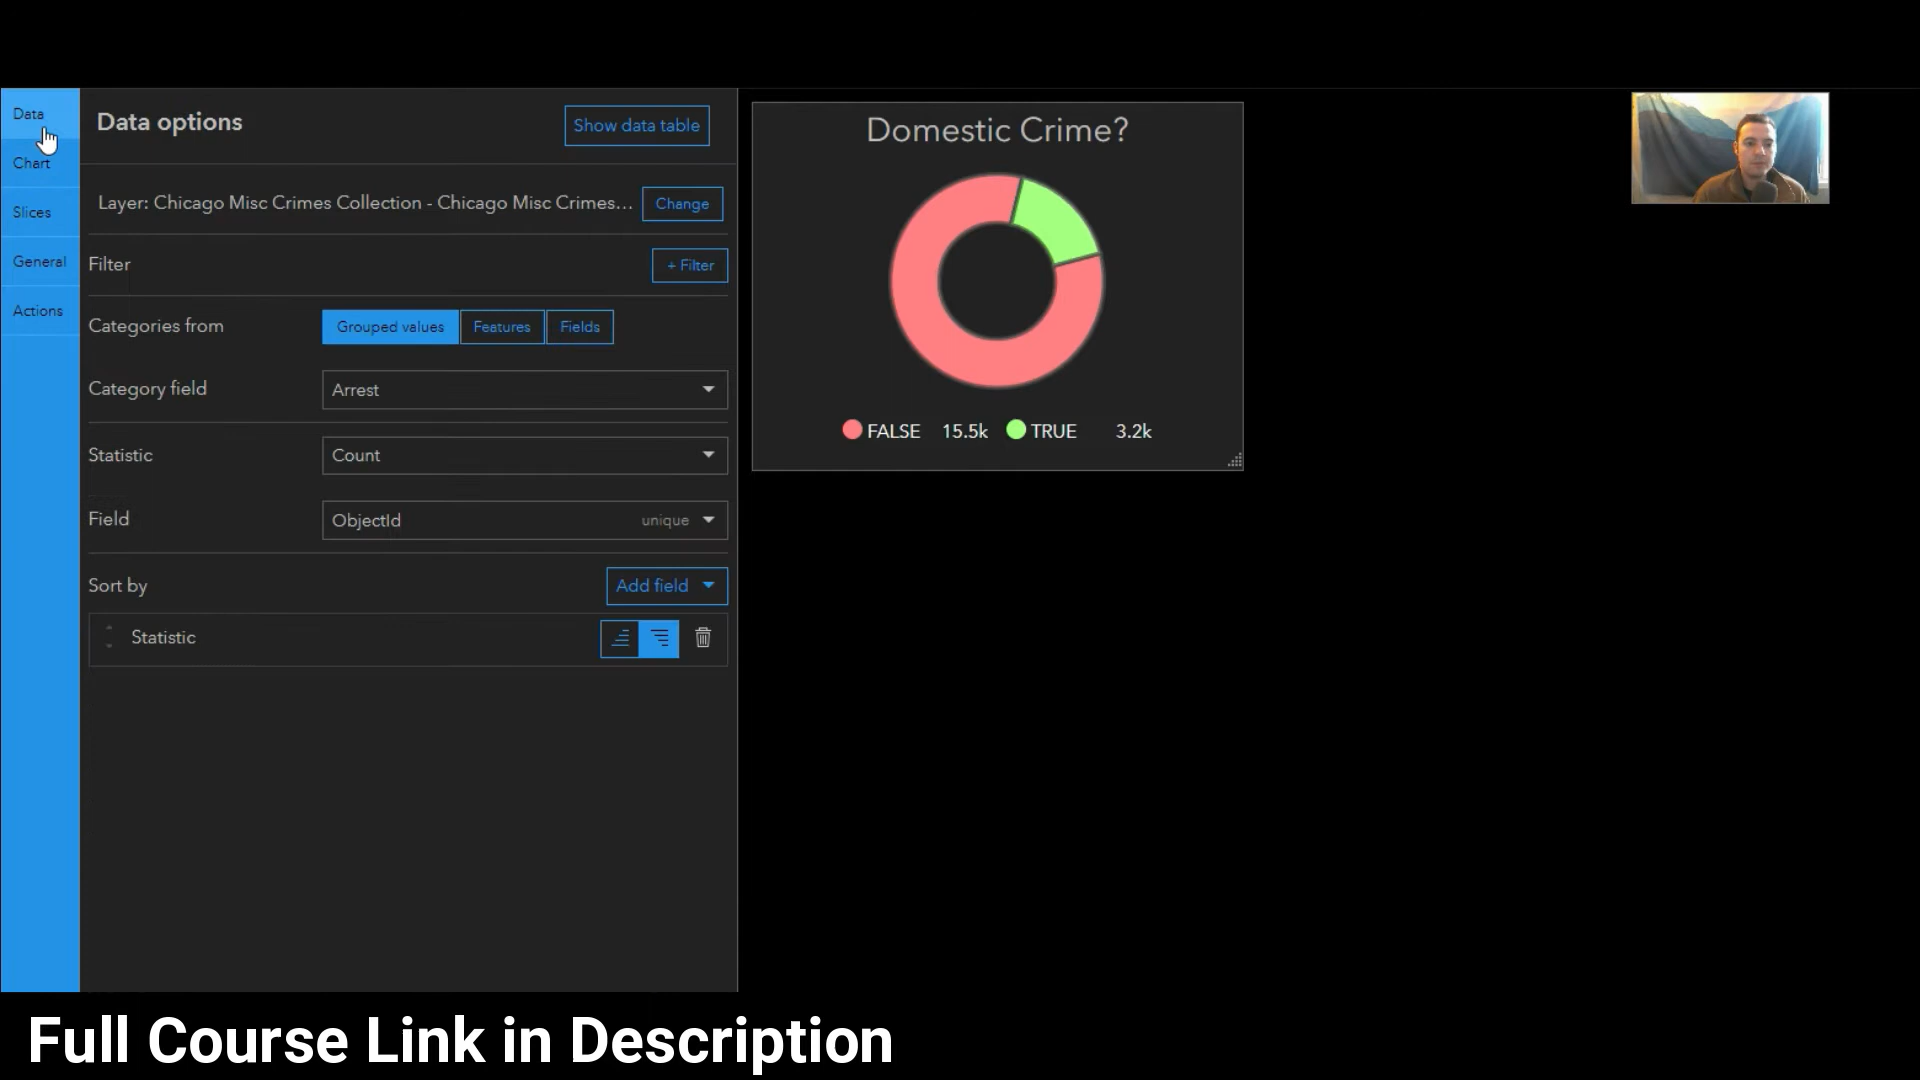 Data
Chart
Slices
General
Actions
Data options
Show data table
Layer: Chicago Misc Crimes Collection - Chicago Misc Crimes...
Change
Filter
+ Filter
Categories from
Grouped values
Features
Fields
Category field
Arrest
Statistic
Count
Field
ObjectId
unique
Sort by
Add field
Statistic
Domestic Crime?
FALSE 15.5k TRUE 3.2k
Full Course Link in Description